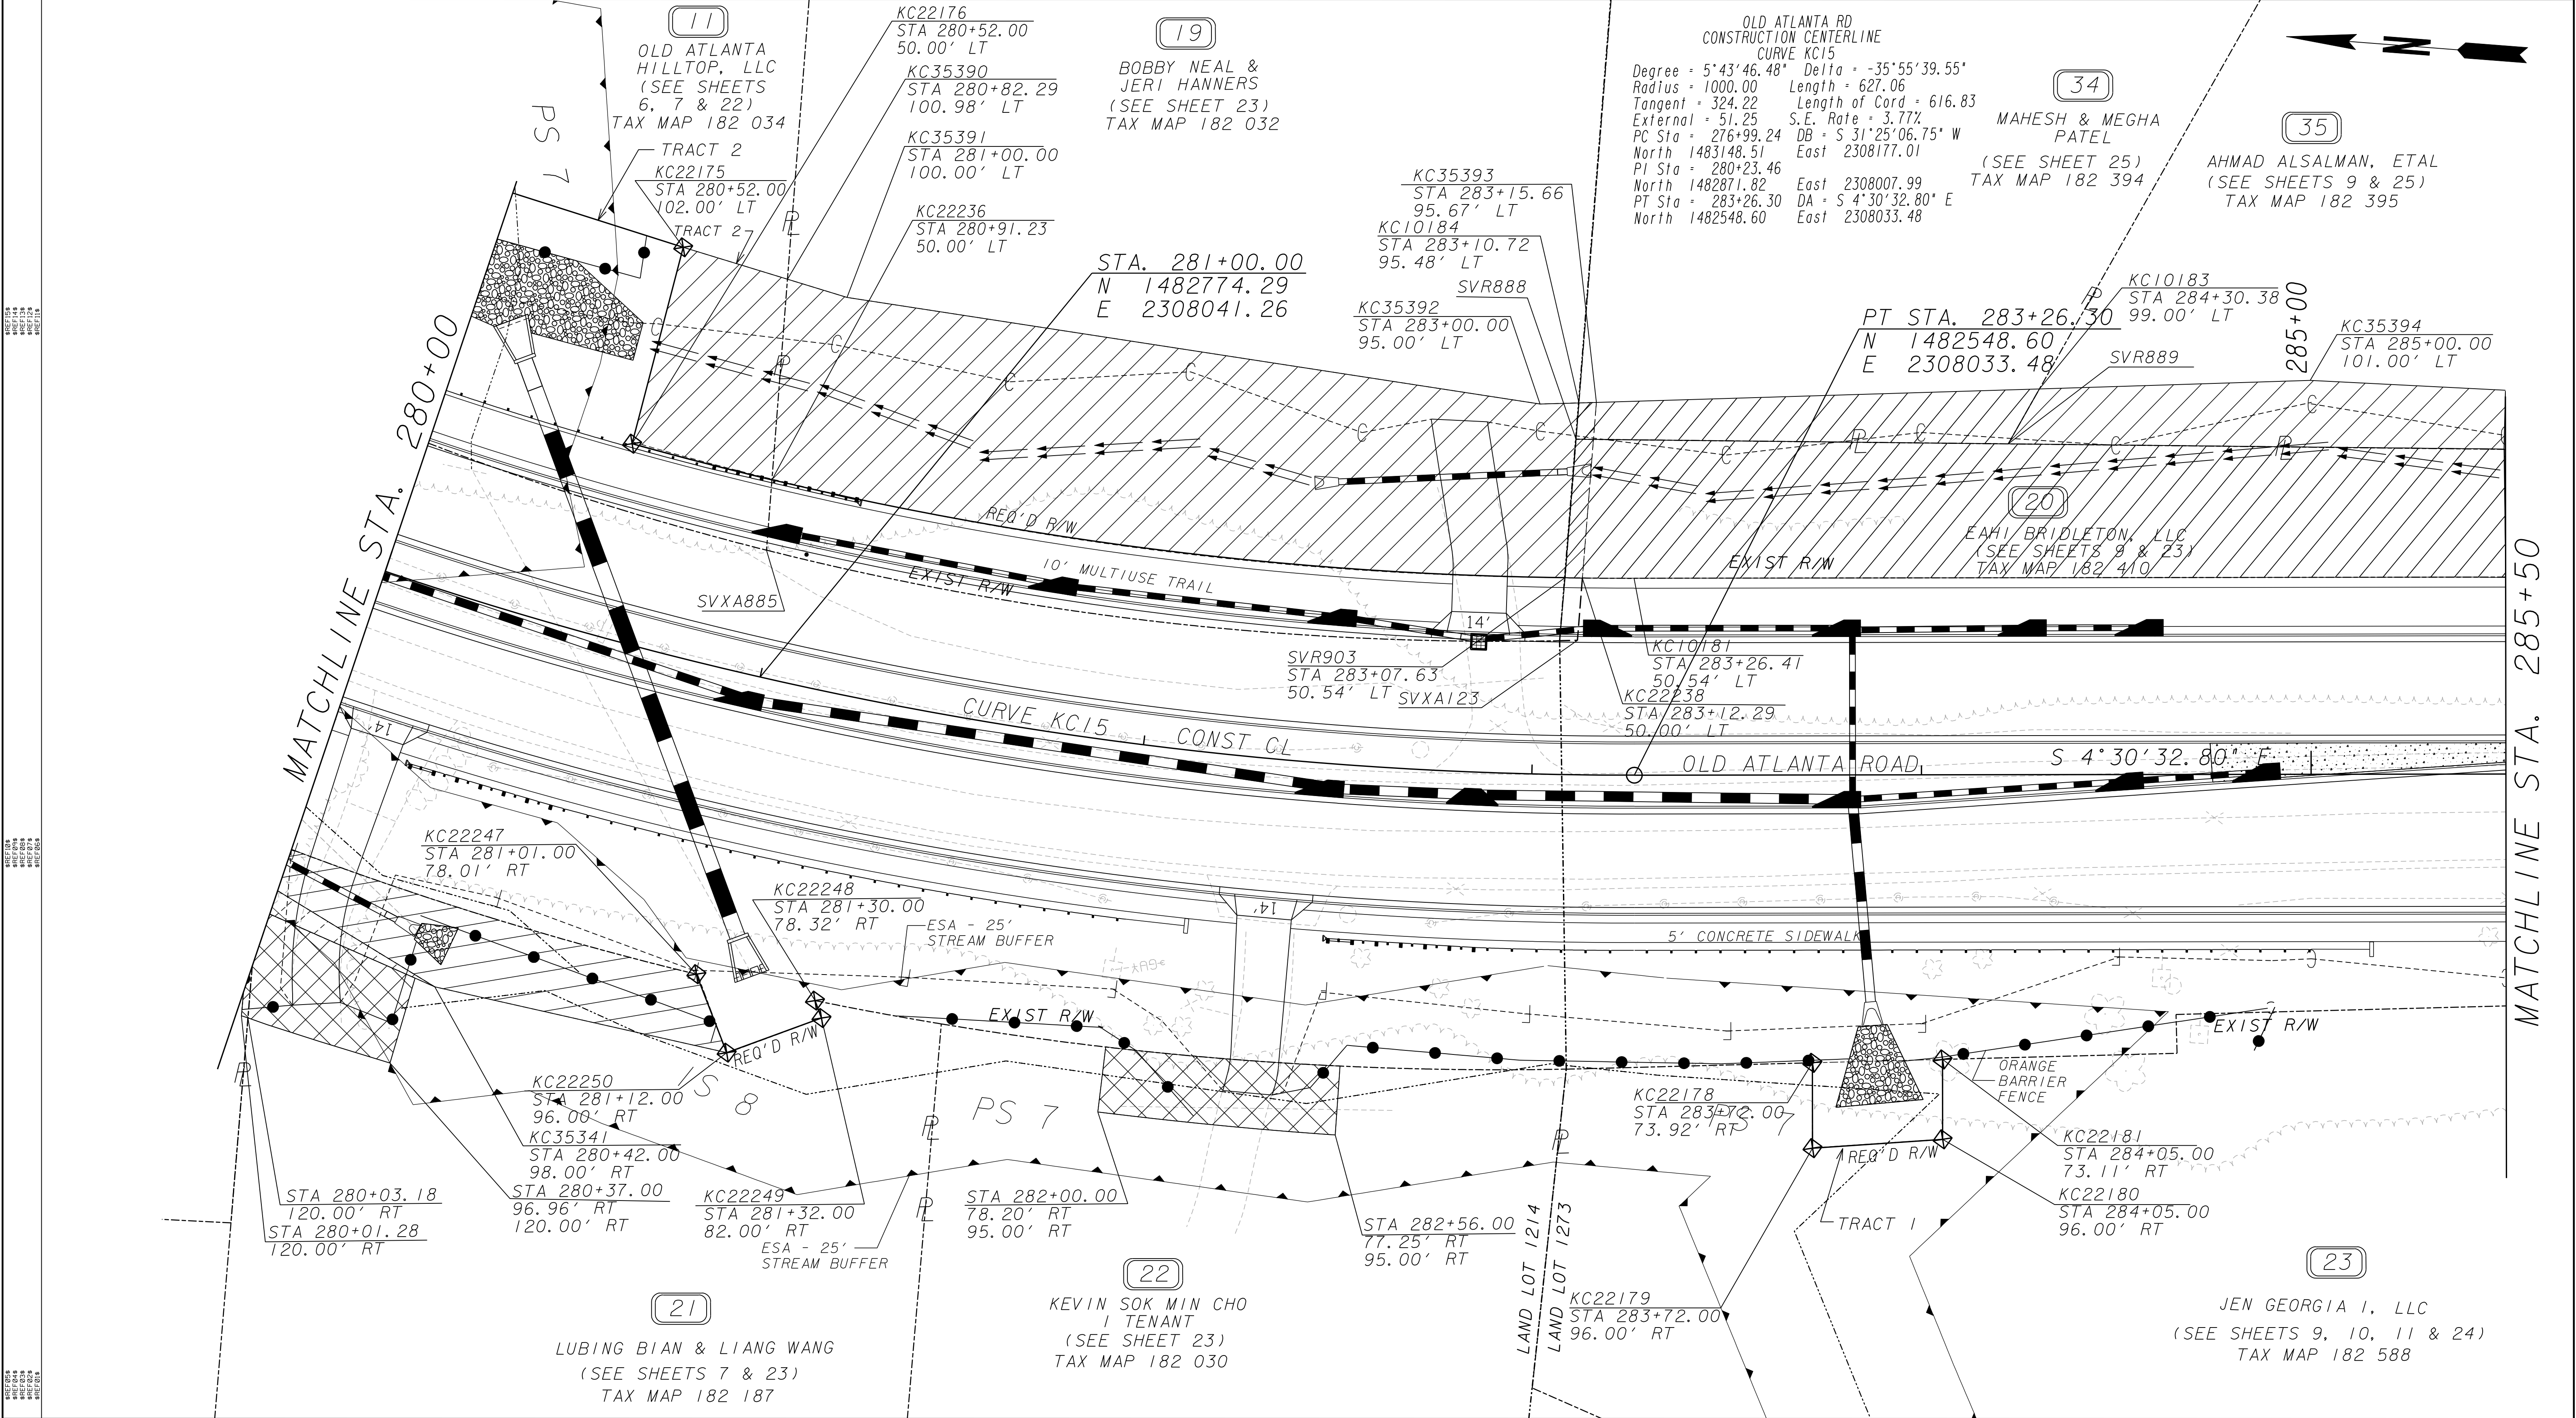 11
OLD ATLANTA
HILLTOP, LLC
(SEE SHEETS
6, 7 & 22)
TAX MAP 182 034
TRACT 2
KC22175
STA 280+52.00
102.00' LT
TRACT 2
PS 7
KC22176
STA 280+52.00
50.00' LT
KC35390
STA 280+82.29
100.98' LT
KC35391
STA 281+00.00
100.00' LT
KC22236
STA 280+91.23
50.00' LT
19
BOBBY NEAL &
JERI HANNERS
(SEE SHEET 23)
TAX MAP 182 032
STA. 281+00.00
N 1482774.29
E 2308041.26
KC35393
STA 283+15.66
95.67' LT
KC10184
STA 283+10.72
95.48' LT
SVR888
KC35392
STA 283+00.00
95.00' LT
OLD ATLANTA RD
CONSTRUCTION CENTERLINE
CURVE KC15
Degree = 5°43'46.48" Delta = -35°55'39.55"
Radius = 1000.00 Length = 627.06
Tangent = 324.22 Length of Cord = 616.83
External = 51.25 S.E. Rate = 3.77%
PC Sta = 276+99.24 DB = S 31°25'06.75" W
North 1483148.51 East 2308177.01
PI Sta = 280+23.46
North 1482871.82 East 2308007.99
PT Sta = 283+26.30 DA = S 4°30'32.80" E
North 1482548.60 East 2308033.48
34
MAHESH & MEGHA
PATEL
(SEE SHEET 25)
TAX MAP 182 394
35
AHMAD ALSALMAN, ETAL
(SEE SHEETS 9 & 25)
TAX MAP 182 395
N
PT STA. 283+26.30
N 1482548.60
E 2308033.48
KC10183
STA 284+30.38
99.00' LT
SVR889
285+00
KC35394
STA 285+00.00
101.00' LT
20
EAHI BRIDLETON, LLC
(SEE SHEETS 9 & 23)
TAX MAP 182 410
MATCHLINE STA. 280+00
MATCHLINE STA. 285+50
REQ'D R/W
EXIST R/W
10' MULTIUSE TRAIL
EXIST R/W
SVXA885
14'
SVR903
STA 283+07.63
50.54' LT
SVXA123
KC10181
STA 283+26.41
50.54' LT
KC22238
STA 283+12.29
50.00' LT
CURVE KC15
CONST CL
OLD ATLANTA ROAD
S 4°30'32.80" E
14'
KC22247
STA 281+01.00
78.01' RT
KC22248
STA 281+30.00
78.32' RT
ESA - 25'
STREAM BUFFER
14'
5' CONCRETE SIDEWALK
EXIST R/W
REQ'D R/W
EXIST R/W
ORANGE
BARRIER
FENCE
KC22250
STA 281+12.00
96.00' RT
KC35341
STA 280+42.00
98.00' RT
STA 280+37.00
96.96' RT
120.00' RT
STA 280+03.18
120.00' RT
STA 280+01.28
120.00' RT
S 8
KC22249
STA 281+32.00
82.00' RT
ESA - 25'
STREAM BUFFER
PS 7
STA 282+00.00
78.20' RT
95.00' RT
STA 282+56.00
77.25' RT
95.00' RT
KC22178
STA 283+72.00
73.92' RT
PS 7
REQ'D R/W
TRACT 1
KC22181
STA 284+05.00
73.11' RT
KC22180
STA 284+05.00
96.00' RT
LAND LOT 1214
LAND LOT 1273
KC22179
STA 283+72.00
96.00' RT
21
LUBING BIAN & LIANG WANG
(SEE SHEETS 7 & 23)
TAX MAP 182 187
22
KEVIN SOK MIN CHO
1 TENANT
(SEE SHEET 23)
TAX MAP 182 030
23
JEN GEORGIA 1, LLC
(SEE SHEETS 9, 10, 11 & 24)
TAX MAP 182 588
$REF15$
$REF14$
$REF13$
$REF12$
$REF11$
$REF10$
$REF09$
$REF08$
$REF07$
$REF06$
$REF05$
$REF04$
$REF03$
$REF02$
$REF01$